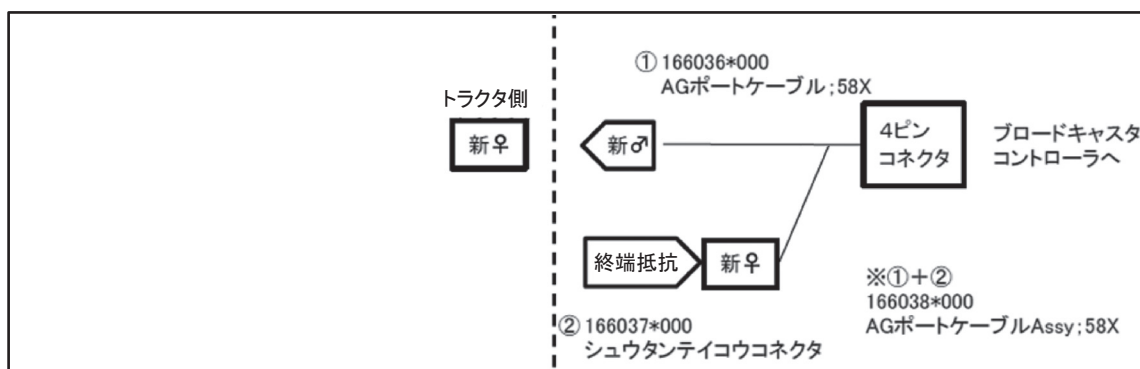 ① 166036*000
AGポートケーブル;58X
トラクタ側
新♀
新♂
4ピン
コネクタ
ブロードキャスタ
コントローラへ
終端抵抗
新♀
② 166037*000
シュウタンテイコウコネクタ
※①+②
166038*000
AGポートケーブルAssy;58X